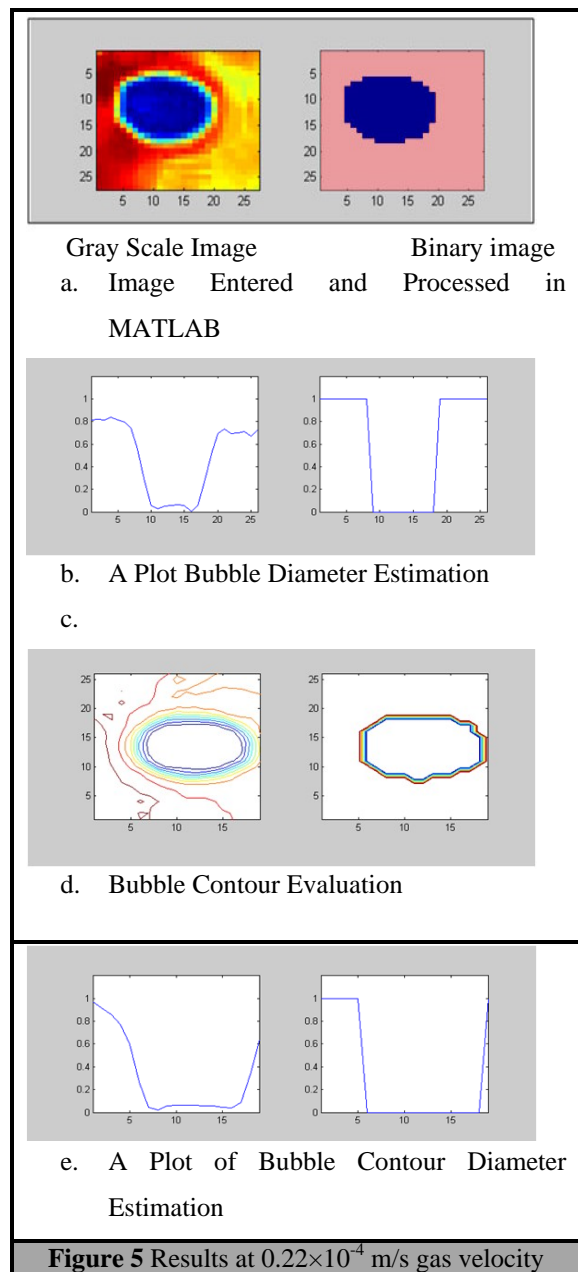 5
10
15
20
25
5 10 15 20 25
5
10
15
20
25
5 10 15 20 25
Gray Scale Image Binary image
a. Image Entered and Processed in
MATLAB
1
0.8
0.6
0.4
0.2
0
5 10 15 20 25
1
0.8
0.6
0.4
0.2
0
5 10 15 20 25
b. A Plot Bubble Diameter Estimation
c.
25
20
15
10
5
5 10 15
25
20
15
10
5
5 10 15
d. Bubble Contour Evaluation
1
0.8
0.6
0.4
0.2
0
5 10 15
1
0.8
0.6
0.4
0.2
0
5 10 15
e. A Plot of Bubble Contour Diameter
Estimation
Figure 5 Results at 0.22×10⁻⁴ m/s gas velocity